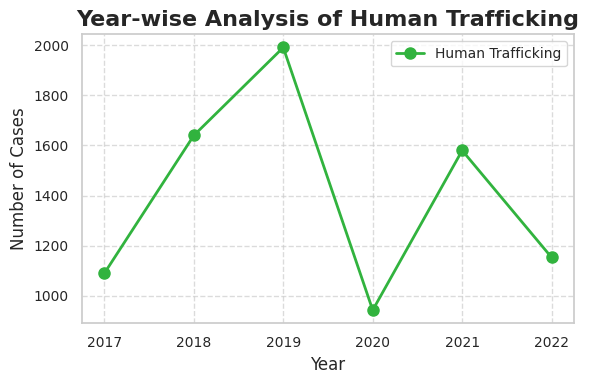 Year-wise Analysis of Human Trafficking
Human Trafficking
Number of Cases
2000
1800
1600
1400
1200
1000
2017 2018 2019 2020 2021 2022
Year